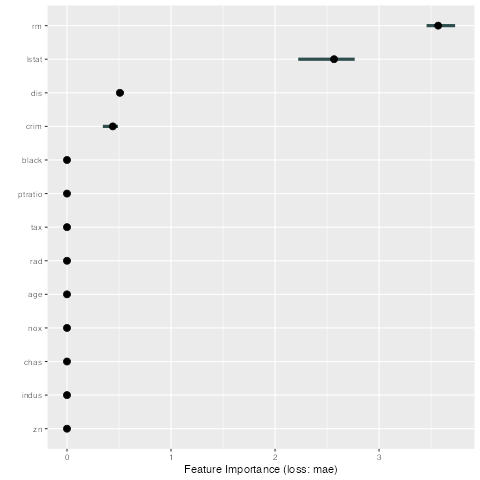 rm
lstat
dis
crim
black
ptratio
tax
rad
age
nox
chas
indus
zn
0 1 2 3
Feature Importance (loss: mae)